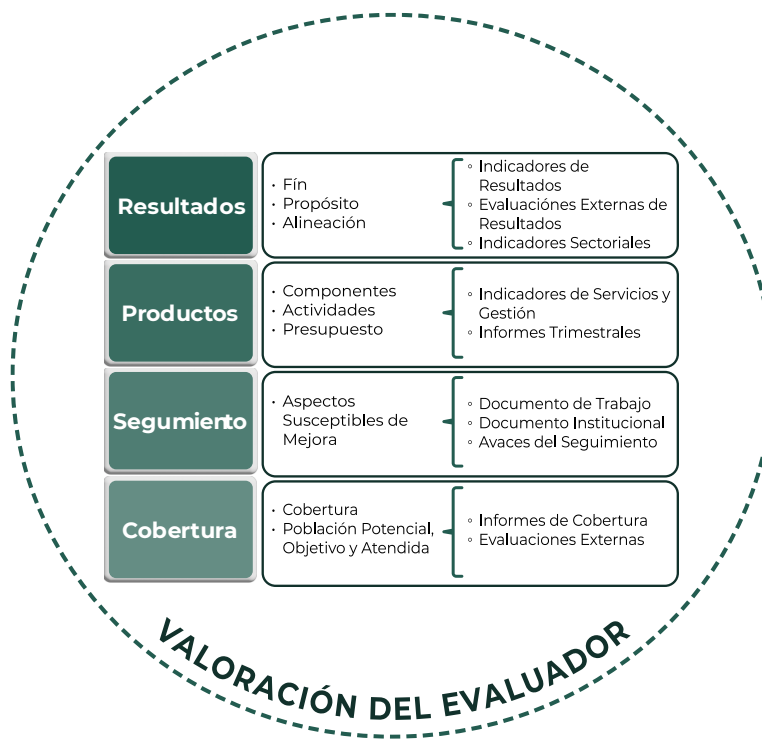 Resultados
· Fín
· Propósito
· Alineación
◦ Indicadores de
Resultados
◦ Evaluaciónes Externas de
Resultados
◦ Indicadores Sectoriales
Productos
· Componentes
· Actividades
· Presupuesto
◦ Indicadores de Servicios y
Gestión
◦ Informes Trimestrales
Segumiento
· Aspectos
Susceptibles de
Mejora
◦ Documento de Trabajo
◦ Documento Institucional
◦ Avaces del Seguimiento
Cobertura
· Cobertura
· Población Potencial,
Objetivo y Atendida
◦ Informes de Cobertura
◦ Evaluaciones Externas
VALORACIÓN DEL EVALUADOR